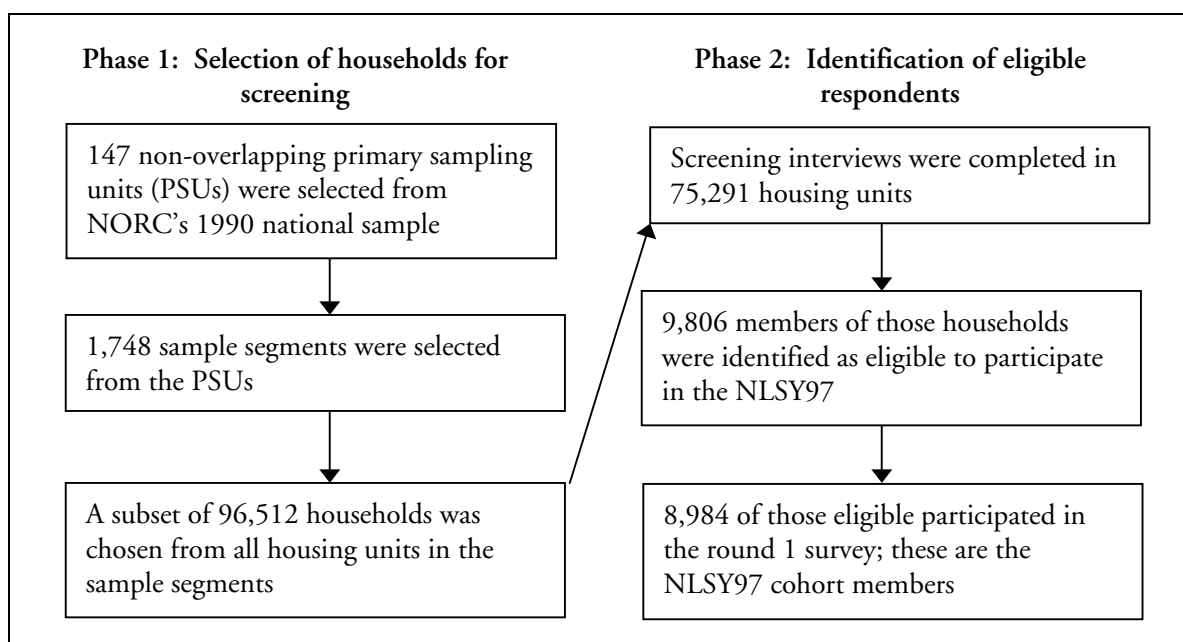 Phase 1: Selection of households for
screening
147 non-overlapping primary sampling
units (PSUs) were selected from
NORC’s 1990 national sample
1,748 sample segments were selected
from the PSUs
A subset of 96,512 households was
chosen from all housing units in the
sample segments
Phase 2: Identification of eligible
respondents
Screening interviews were completed in
75,291 housing units
9,806 members of those households
were identified as eligible to participate
in the NLSY97
8,984 of those eligible participated in
the round 1 survey; these are the
NLSY97 cohort members